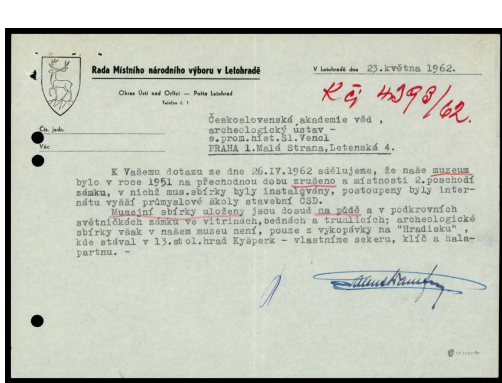 Rada Místního národního výboru v Letohradě
V Letohradě dne 23.května 1962.
Okres Ústí nad Orlicí — Pošta Letohrad
Telefon č. 1
K čj 4398/62.
Československá akademie věd ,
archeologický ustav -
s.prom.hist.Sl.Vencl
PRAHA 1.Malá Strana,Letenská 4.
Čís. jedn.
Věc
K Vašemu dotazu ze dne 26.IV.1962 sdělujeme, že naše museum
bylo v roce 1951 na přechodnou dobu zrušeno a místnosti 2.poschodí
zámku, v nichž mus.sbírky byly instalovány, postoupeny byly inter-
nátu vyšší průmyslové školy stavební ČSD.
Musejní sbírky uloženy jsou dosud na půdě a v podkrovních
světničkách zámku ve vitrinách,bednách a truhlicích; archeologické
sbírky však v našem museu není, pouze z vykopávky na "Hradisku" ,
kde stával v 13.stol.hrad Kyšperk - vlastníme sekeru, klíč a hala-
partnu. -